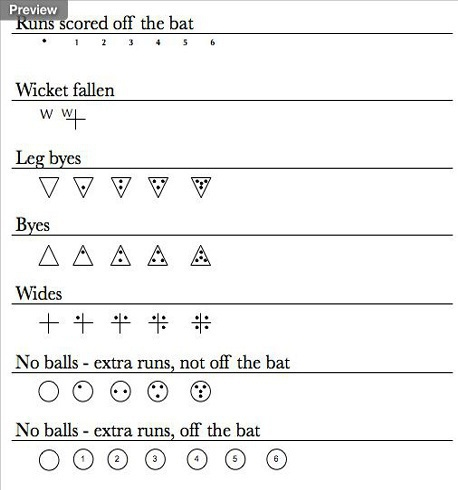 Preview
Runs scored off the bat
• 1 2 3 4 5 6
Wicket fallen
W W
Leg byes
Byes
Wides
No balls - extra runs, not off the bat
No balls - extra runs, off the bat
1 2 3 4 5 6